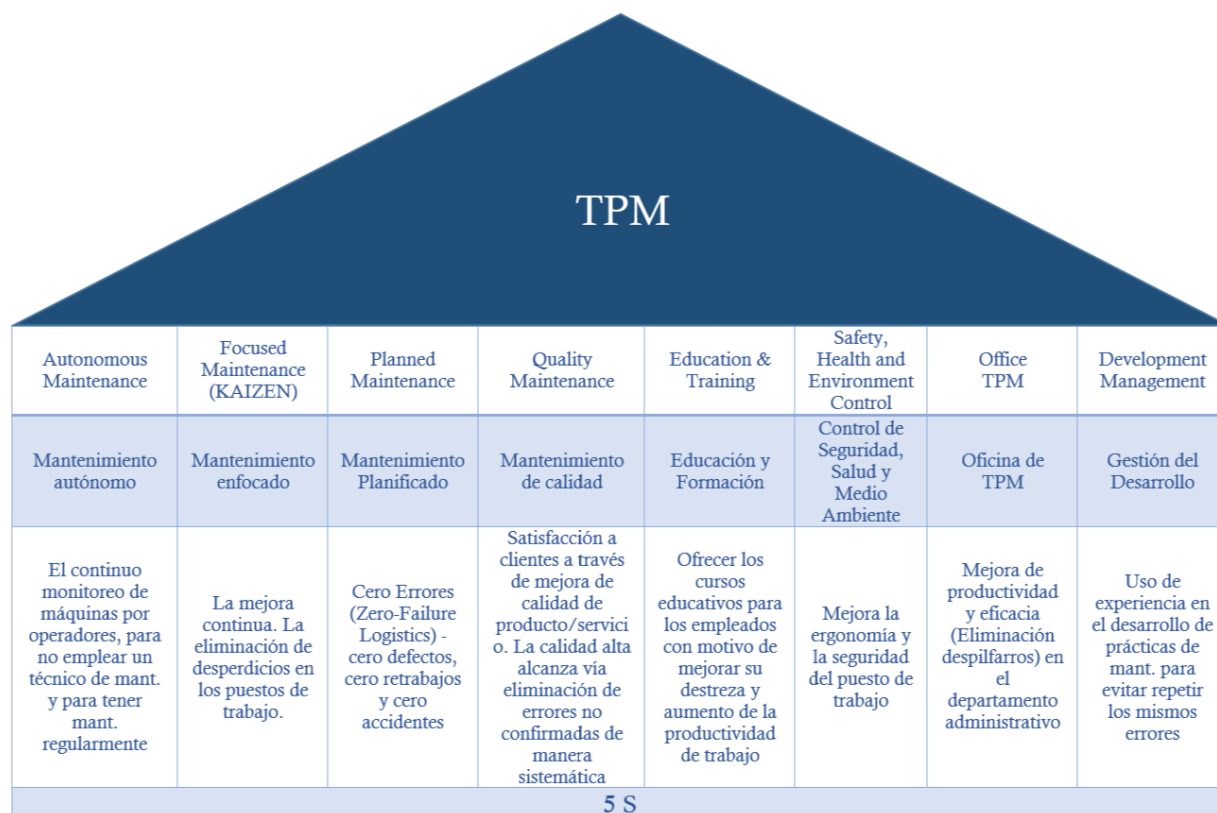 TPM
Autonomous
Maintenance
Focused
Maintenance
(KAIZEN)
Planned
Maintenance
Quality
Maintenance
Education &
Training
Safety,
Health and
Environment
Control
Office
TPM
Development
Management
Mantenimiento
autónomo
Mantenimiento
enfocado
Mantenimiento
Planificado
Mantenimiento
de calidad
Educación y
Formación
Control de
Seguridad,
Salud y
Medio
Ambiente
Oficina de
TPM
Gestión del
Desarrollo
El continuo
monitoreo de
máquinas por
operadores, para
no emplear un
técnico de mant.
y para tener
mant.
regularmente
La mejora
continua. La
eliminación de
desperdicios en
los puestos de
trabajo.
Cero Errores
(Zero-Failure
Logistics) -
cero defectos,
cero retrabajos
y cero
accidentes
Satisfacción a
clientes a través
de mejora de
calidad de
producto/servici
o. La calidad alta
alcanza vía
eliminación de
errores no
confirmadas de
manera
sistemática
Ofrecer los
cursos
educativos para
los empleados
con motivo de
mejorar su
destreza y
aumento de la
productividad
de trabajo
Mejora la
ergonomía y
la seguridad
del puesto de
trabajo
Mejora de
productividad
y eficacia
(Eliminación
despilfarros) en
el
departamento
administrativo
Uso de
experiencia en
el desarrollo de
prácticas de
mant. para
evitar repetir
los mismos
errores
5 S